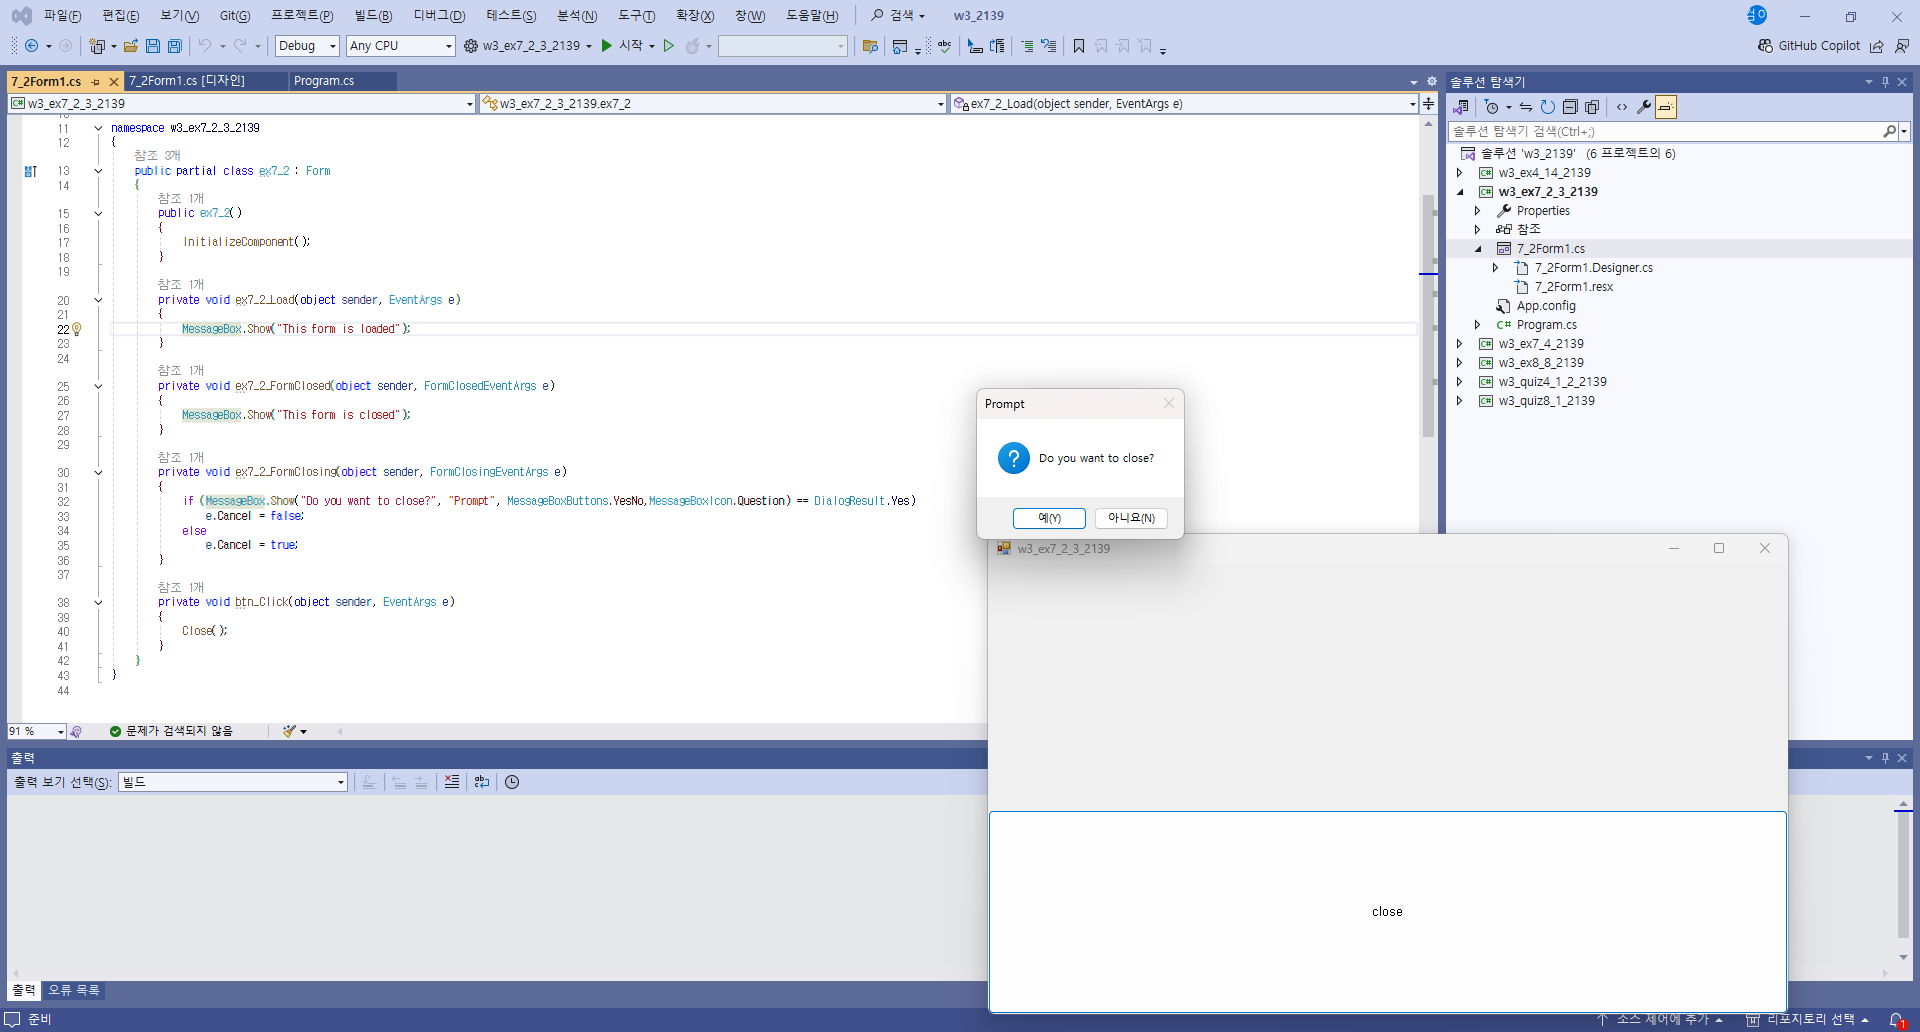 파일(F) 편집(E) 보기(V) Git(G) 프로젝트(P) 빌드(B) 디버그(D) 테스트(S) 분석(N) 도구(T) 확장(X) 창(W) 도움말(H) 검색 w3_2139
Debug Any CPU w3_ex7_2_3_2139 시작 GitHub Copilot
7_2Form1.cs 7_2Form1.cs [디자인] Program.cs
w3_ex7_2_3_2139 w3_ex7_2_3_2139.ex7_2 ex7_2_Load(object sender, EventArgs e)
11 namespace w3_ex7_2_3_2139
12 {
참조 3개
13 public partial class ex7_2 : Form
14 {
참조 1개
15 public ex7_2()
16 {
17 InitializeComponent();
18 }
19
참조 1개
20 private void ex7_2_Load(object sender, EventArgs e)
21 {
22 MessageBox.Show("This form is loaded");
23 }
24
참조 1개
25 private void ex7_2_FormClosed(object sender, FormClosedEventArgs e)
26 {
27 MessageBox.Show("This form is closed");
28 }
29
참조 1개
30 private void ex7_2_FormClosing(object sender, FormClosingEventArgs e)
31 {
32 if (MessageBox.Show("Do you want to close?", "Prompt", MessageBoxButtons.YesNo,MessageBoxIcon.Question) == DialogResult.Yes)
33 e.Cancel = false;
34 else
35 e.Cancel = true;
36 }
37
참조 1개
38 private void btn_Click(object sender, EventArgs e)
39 {
40 Close();
41 }
42 }
43 }
44
91 % 문제가 검색되지 않음
Prompt
Do you want to close?
예(Y) 아니요(N)
w3_ex7_2_3_2139
close
솔루션 탐색기
솔루션 탐색기 검색(Ctrl+;)
솔루션 'w3_2139' (6 프로젝트의 6)
w3_ex4_14_2139
w3_ex7_2_3_2139
Properties
참조
7_2Form1.cs
7_2Form1.Designer.cs
7_2Form1.resx
App.config
Program.cs
w3_ex7_4_2139
w3_ex8_8_2139
w3_quiz4_1_2_2139
w3_quiz8_1_2139
출력
출력 보기 선택(S): 빌드
출력 오류 목록
준비 소스 제어에 추가 리포지토리 선택 1